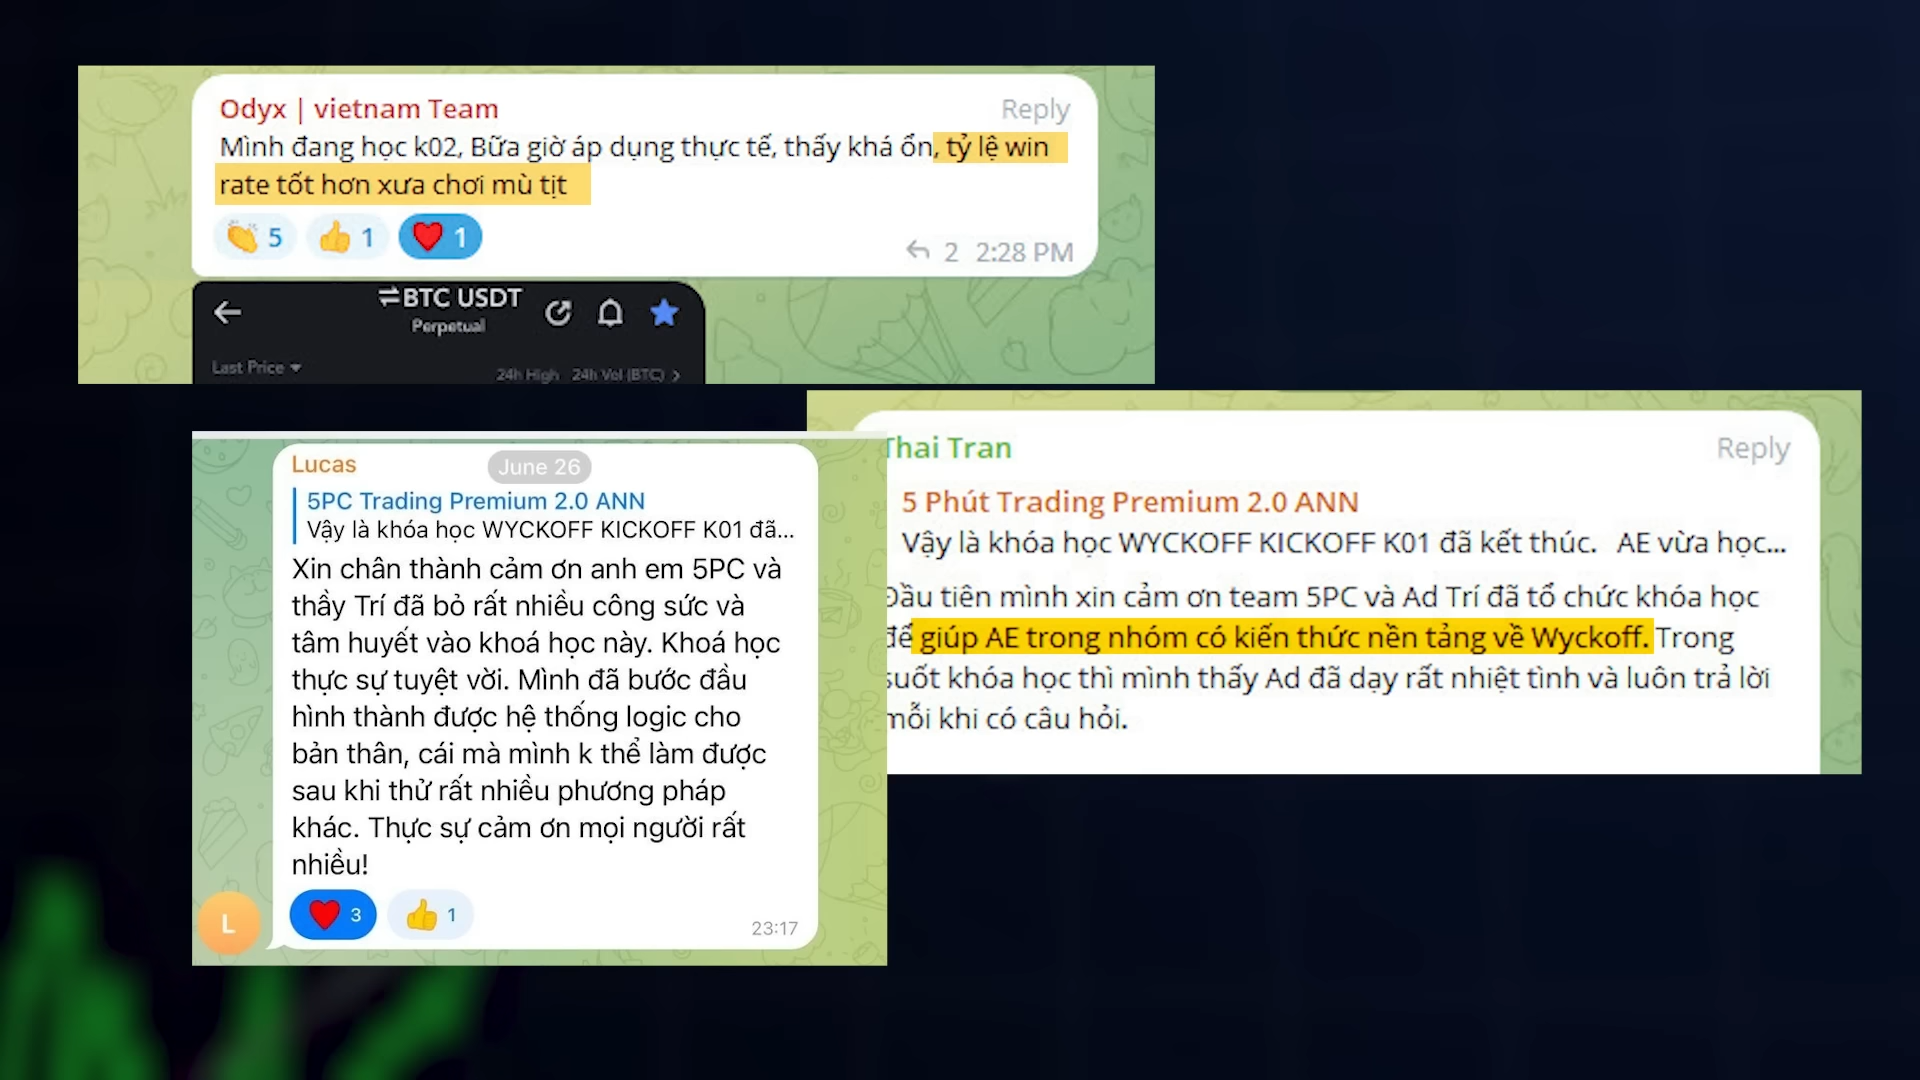 Odyx | vietnam Team
Reply
Mình đang học k02, Bữa giờ áp dụng thực tế, thấy khá ổn, tỷ lệ win
rate tốt hơn xưa chơi mù tịt
5 1 1
2 2:28 PM
BTC USDT
Perpetual
Last Price
24h High 24h Vol (BTC)
Lucas
June 26
5PC Trading Premium 2.0 ANN
Vậy là khóa học WYCKOFF KICKOFF K01 đã...
Xin chân thành cảm ơn anh em 5PC và
thầy Trí đã bỏ rất nhiều công sức và
tâm huyết vào khoá học này. Khoá học
thực sự tuyệt vời. Mình đã bước đầu
hình thành được hệ thống logic cho
bản thân, cái mà mình k thể làm được
sau khi thử rất nhiều phương pháp
khác. Thực sự cảm ơn mọi người rất
nhiều!
L
3 1
23:17
Thai Tran
Reply
5 Phút Trading Premium 2.0 ANN
Vậy là khóa học WYCKOFF KICKOFF K01 đã kết thúc. AE vừa học...
Đầu tiên mình xin cảm ơn team 5PC và Ad Trí đã tổ chức khóa học
để giúp AE trong nhóm có kiến thức nền tảng về Wyckoff. Trong
suốt khóa học thì mình thấy Ad đã dạy rất nhiệt tình và luôn trả lời
mỗi khi có câu hỏi.